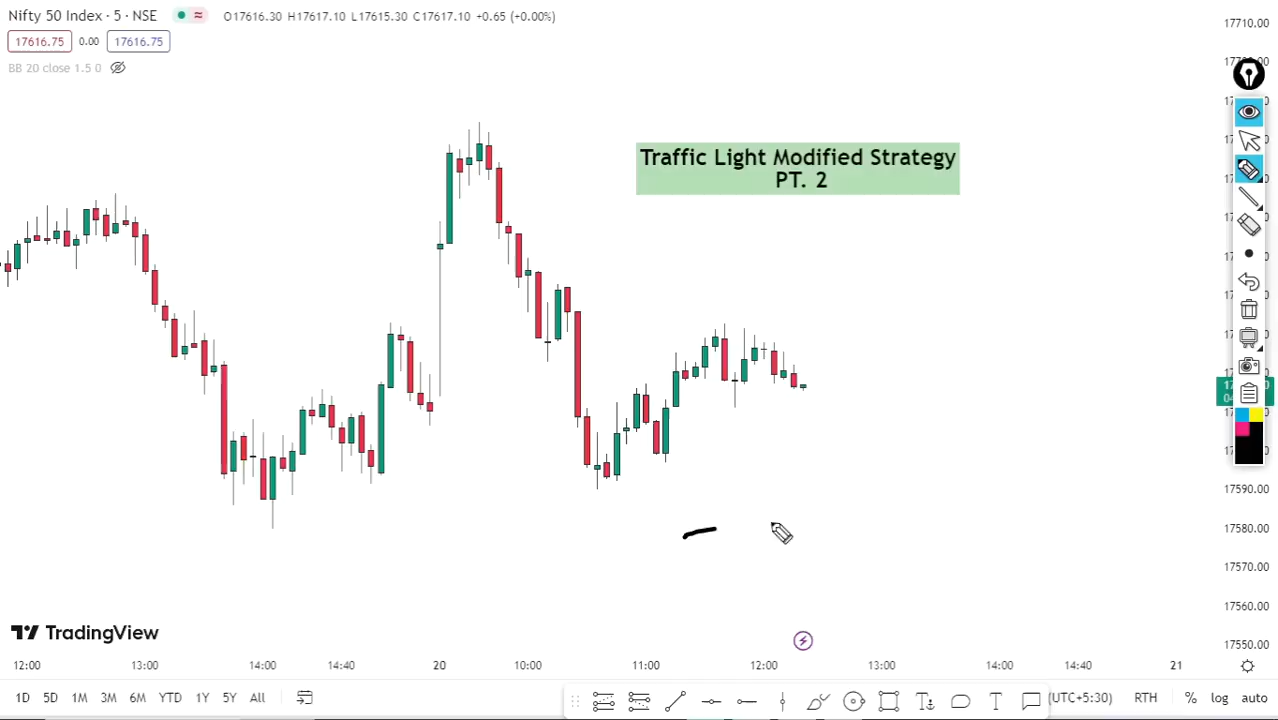 Nifty 50 Index · 5 · NSE
O17616.30 H17617.10 L17615.30 C17617.10 +0.65 (+0.00%)
17616.75 0.00 17616.75
BB 20 close 1.5 0
Traffic Light Modified Strategy
PT. 2
17710.00
17590.00
17580.00
17570.00
17560.00
17550.00
TradingView
12:00 13:00 14:00 14:40 20 10:00 11:00 12:00 13:00 14:00 14:40 21
1D 5D 1M 3M 6M YTD 1Y 5Y All
(UTC+5:30) RTH % log auto